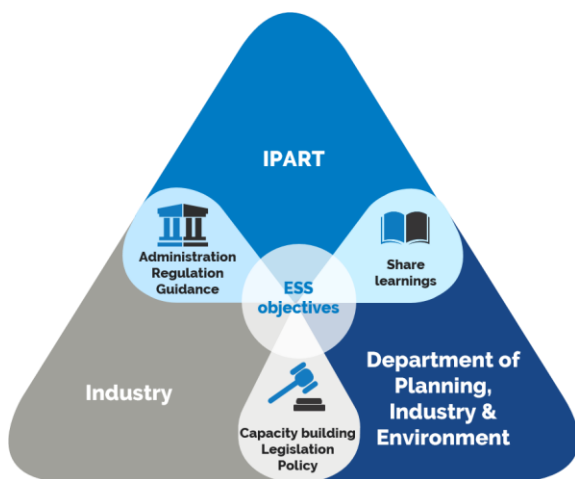 IPART
Administration
Regulation
Guidance
Share
learnings
ESS
objectives
Industry
Department of
Planning,
Industry &
Environment
Capacity building
Legislation
Policy